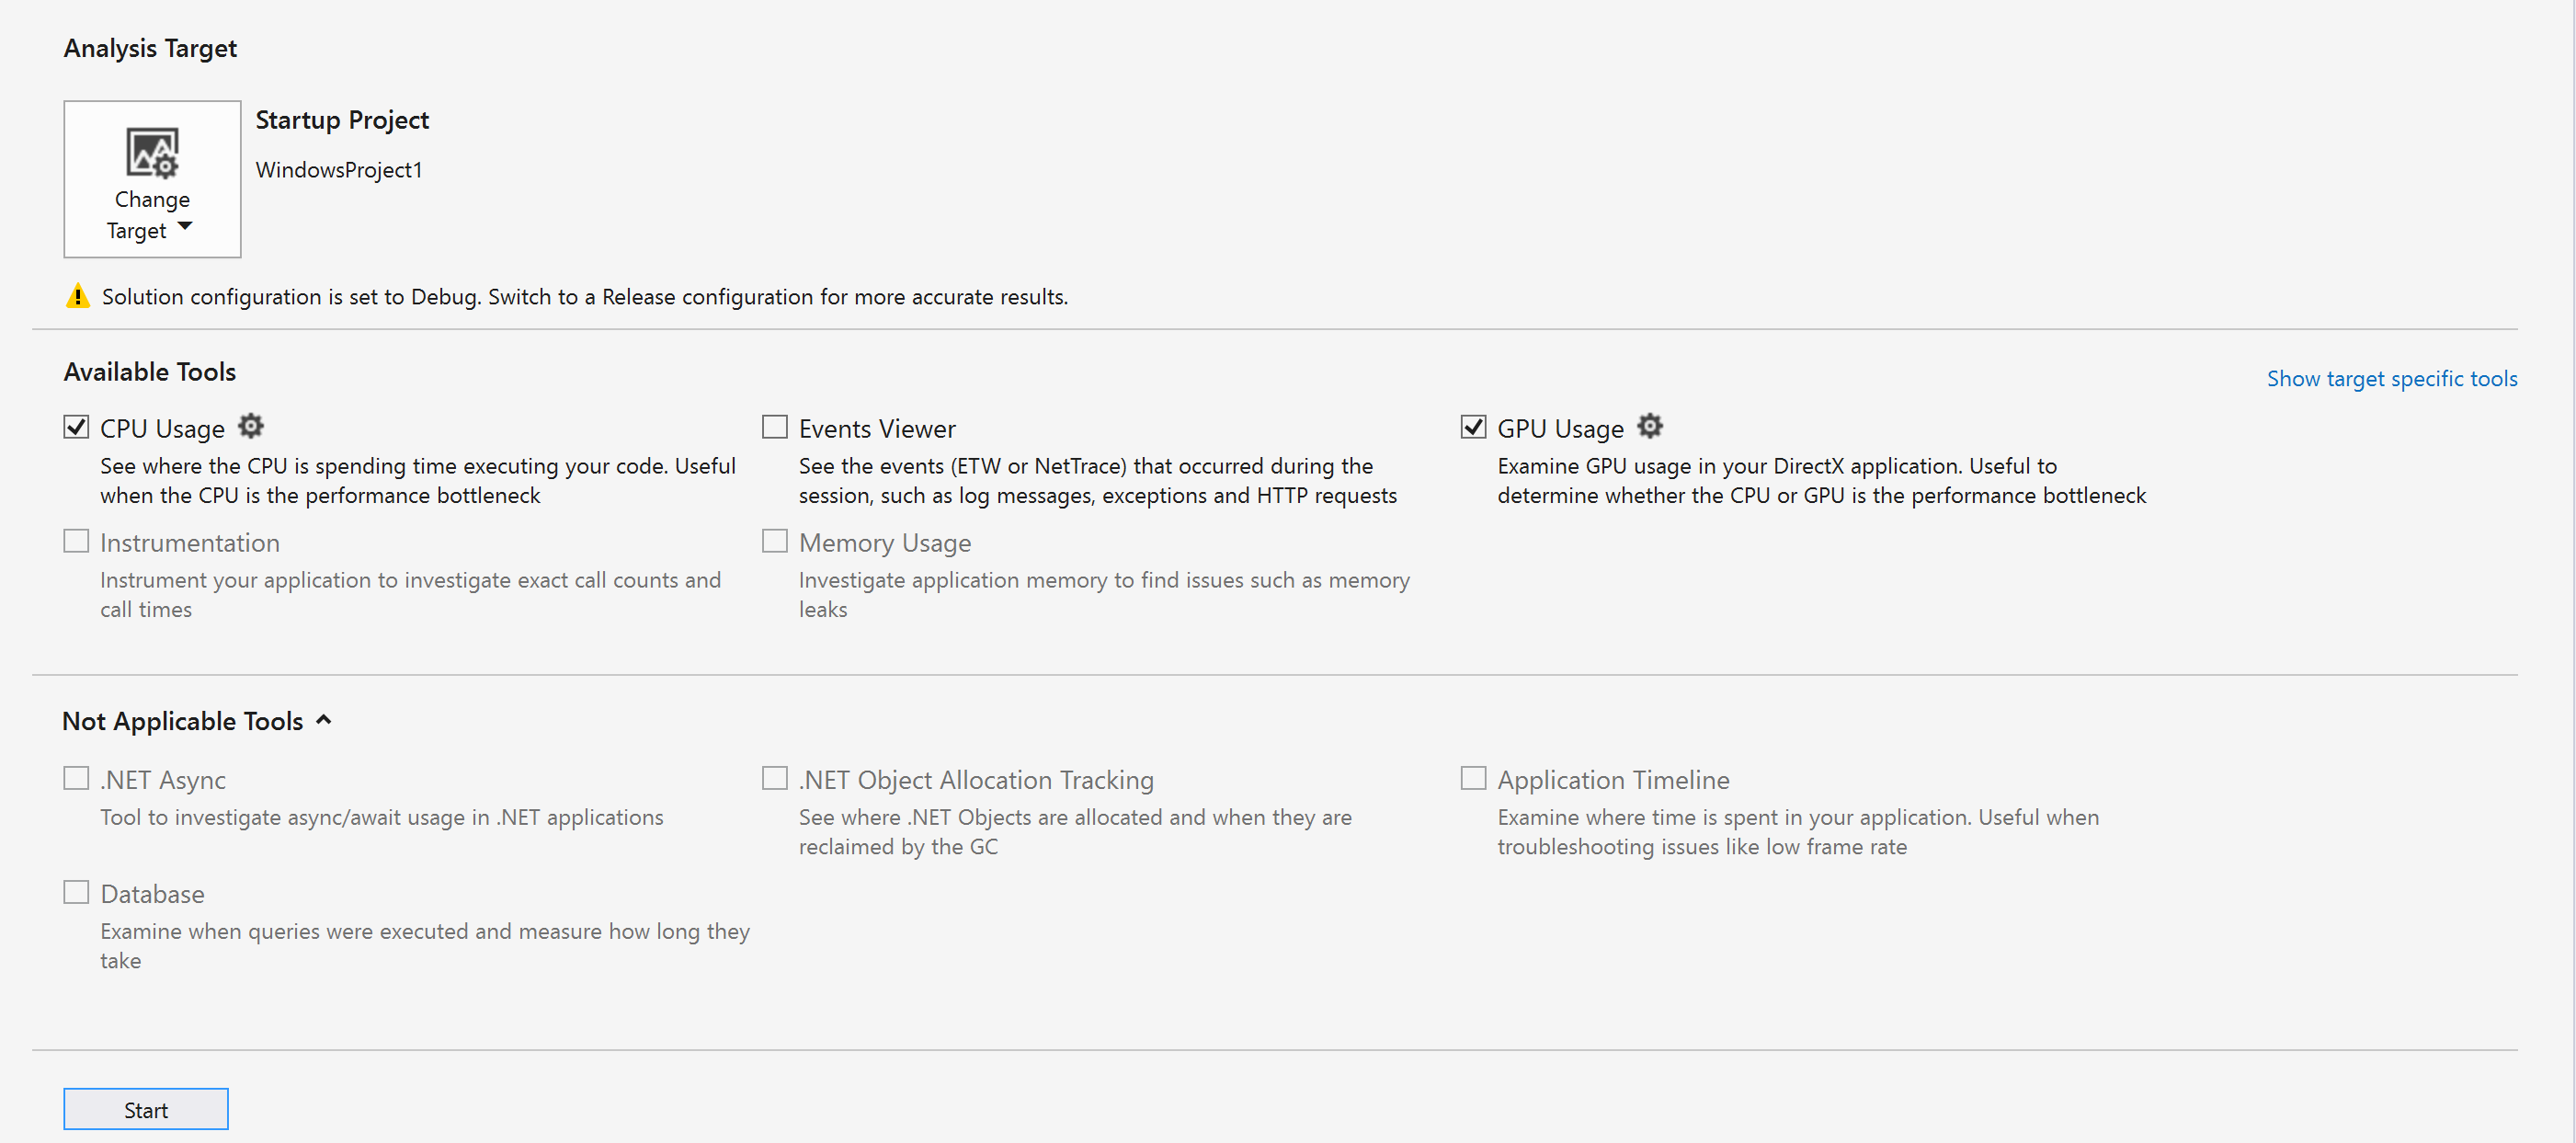 Analysis Target
Startup Project
WindowsProject1
Change
Target
Solution configuration is set to Debug. Switch to a Release configuration for more accurate results.
Available Tools
Show target specific tools
CPU Usage
See where the CPU is spending time executing your code. Useful
when the CPU is the performance bottleneck
Events Viewer
See the events (ETW or NetTrace) that occurred during the
session, such as log messages, exceptions and HTTP requests
GPU Usage
Examine GPU usage in your DirectX application. Useful to
determine whether the CPU or GPU is the performance bottleneck
Instrumentation
Instrument your application to investigate exact call counts and
call times
Memory Usage
Investigate application memory to find issues such as memory
leaks
Not Applicable Tools
.NET Async
Tool to investigate async/await usage in .NET applications
.NET Object Allocation Tracking
See where .NET Objects are allocated and when they are
reclaimed by the GC
Application Timeline
Examine where time is spent in your application. Useful when
troubleshooting issues like low frame rate
Database
Examine when queries were executed and measure how long they
take
Start